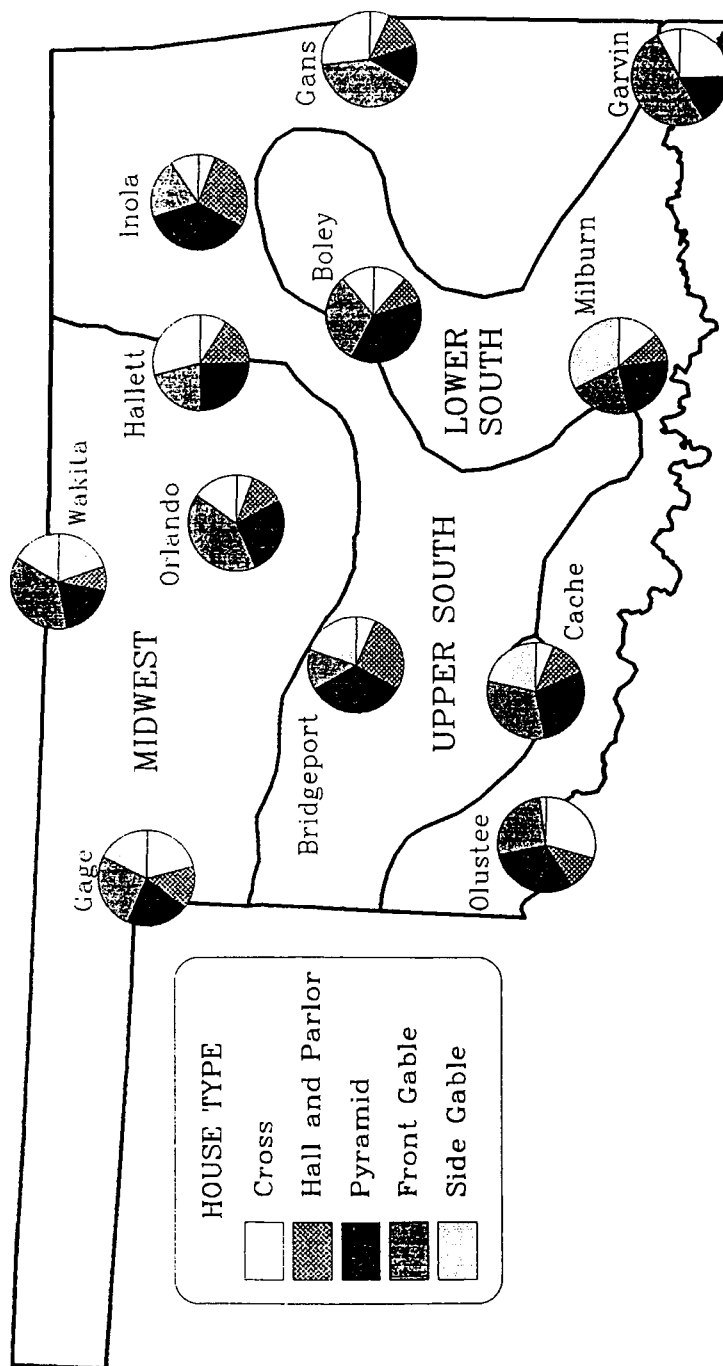 Wakita
Gage
MIDWEST
Orlando
Hallett
Inola
Gans
Bridgeport
Boley
UPPER SOUTH
LOWER
SOUTH
Olustee
Cache
Milburn
Garvin
HOUSE TYPE
Cross
Hall and Parlor
Pyramid
Front Gable
Side Gable